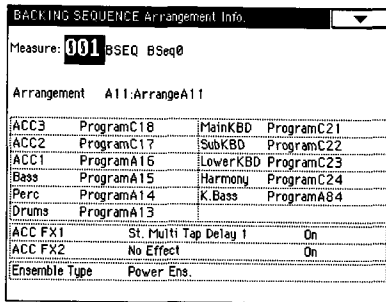 BACKING SEQUENCE Arrangement Info.
Measure: 001 BSEQ BSeq0
Arrangement A11:ArrangeA11
ACC3 ProgramC18 MainKBD ProgramC21
ACC2 ProgramC17 SubKBD ProgramC22
ACC1 ProgramA16 LowerKBD ProgramC23
Bass ProgramA15 Harmony ProgramC24
Perc ProgramA14 K.Bass ProgramA84
Drums ProgramA13
ACC FX1 St. Multi Tap Delay 1 On
ACC FX2 No Effect On
Ensemble Type Power Ens.